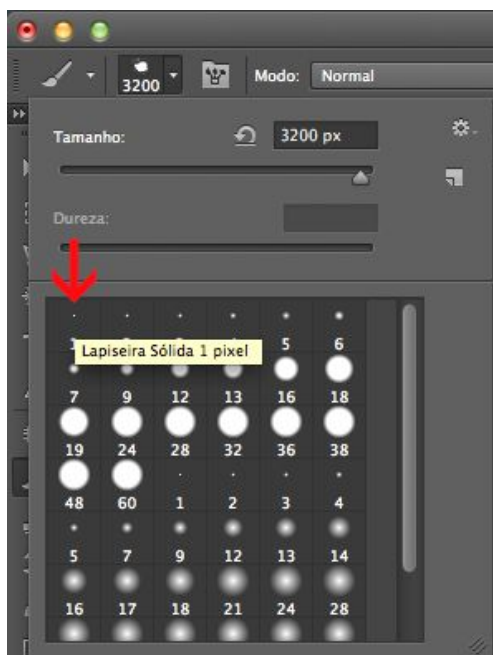 3200
Modo: Normal
Tamanho: 3200 px
Dureza:
Lapiseira Sólida 1 pixel
5 6
7 9 12 13 16 18
19 24 28 32 36 38
48 60 1 2 3 4
5 7 9 12 13 14
16 17 18 21 24 28